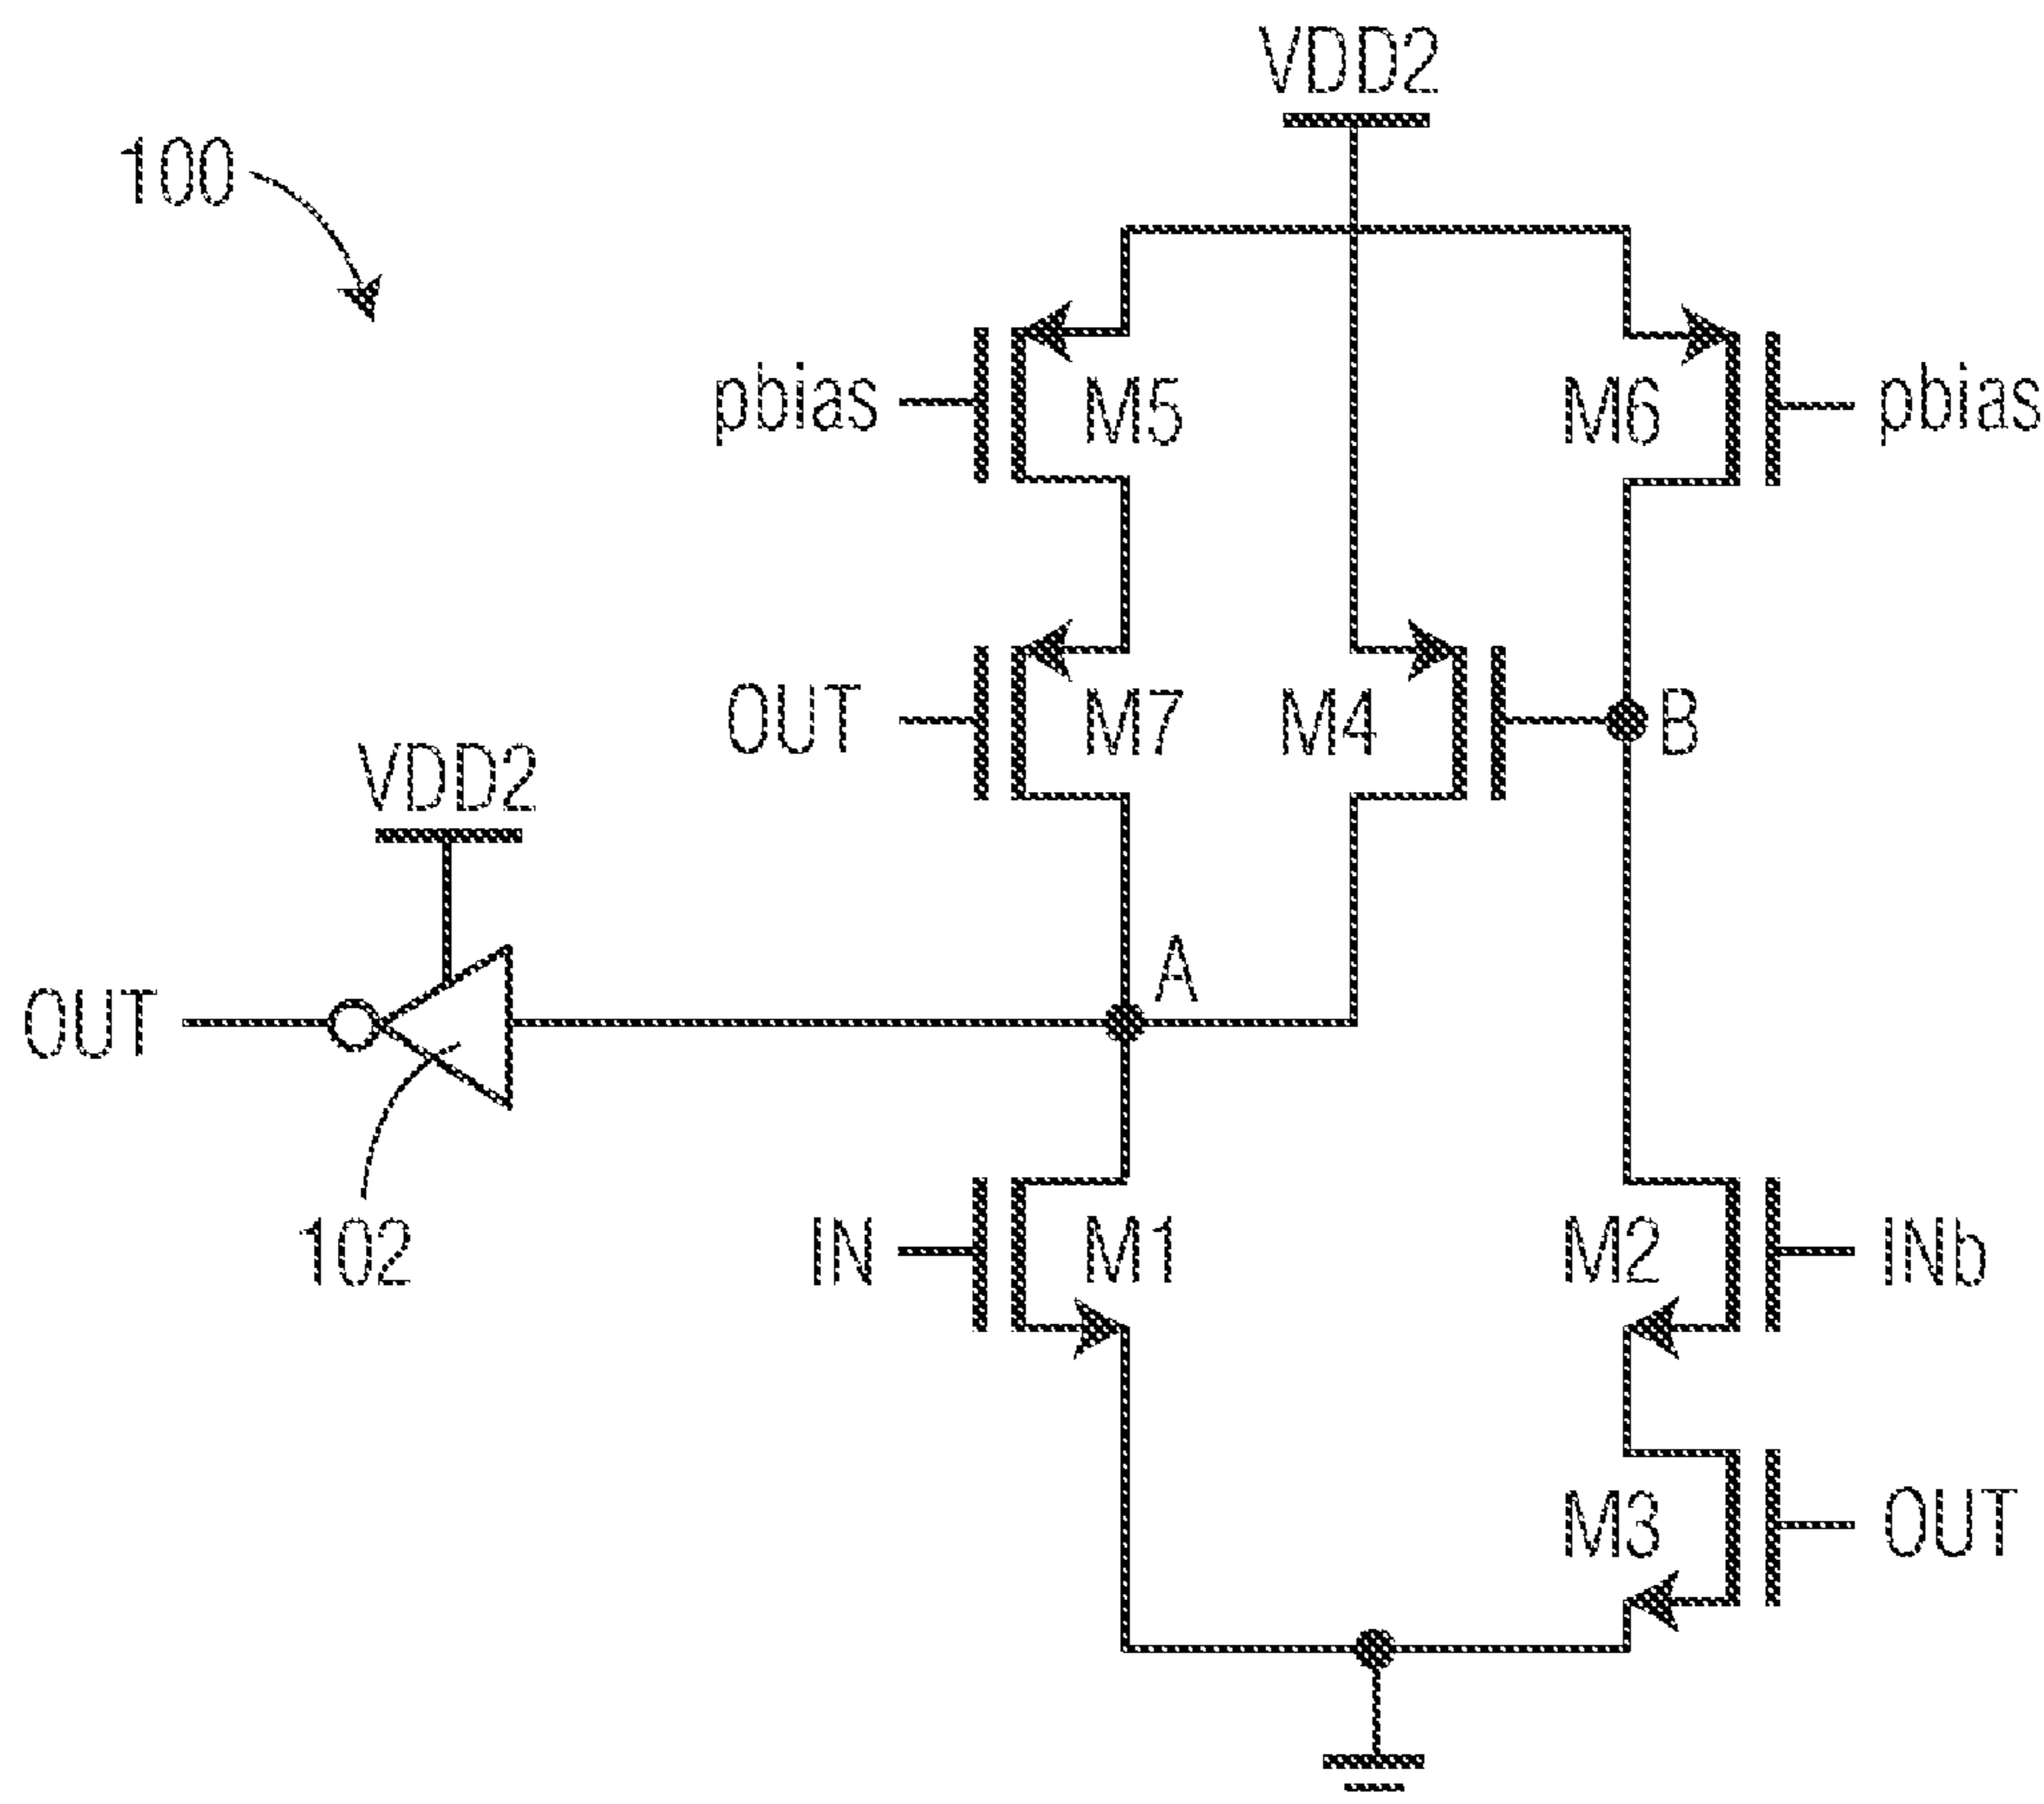 VDD2
100
pbias M5 M6 pbias
OUT M7 M4 B
VDD2
A
OUT
102
IN M1 M2 INb
M3 OUT